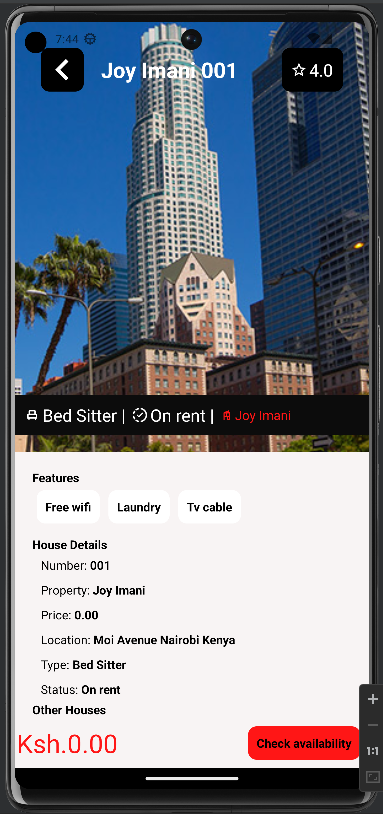 7:44
Joy Imani 001
4.0
Bed Sitter | On rent | Joy Imani
Features
Free wifi Laundry Tv cable
House Details
Number: 001
Property: Joy Imani
Price: 0.00
Location: Moi Avenue Nairobi Kenya
Type: Bed Sitter
Status: On rent
Other Houses
Ksh.0.00 Check availability
1:1